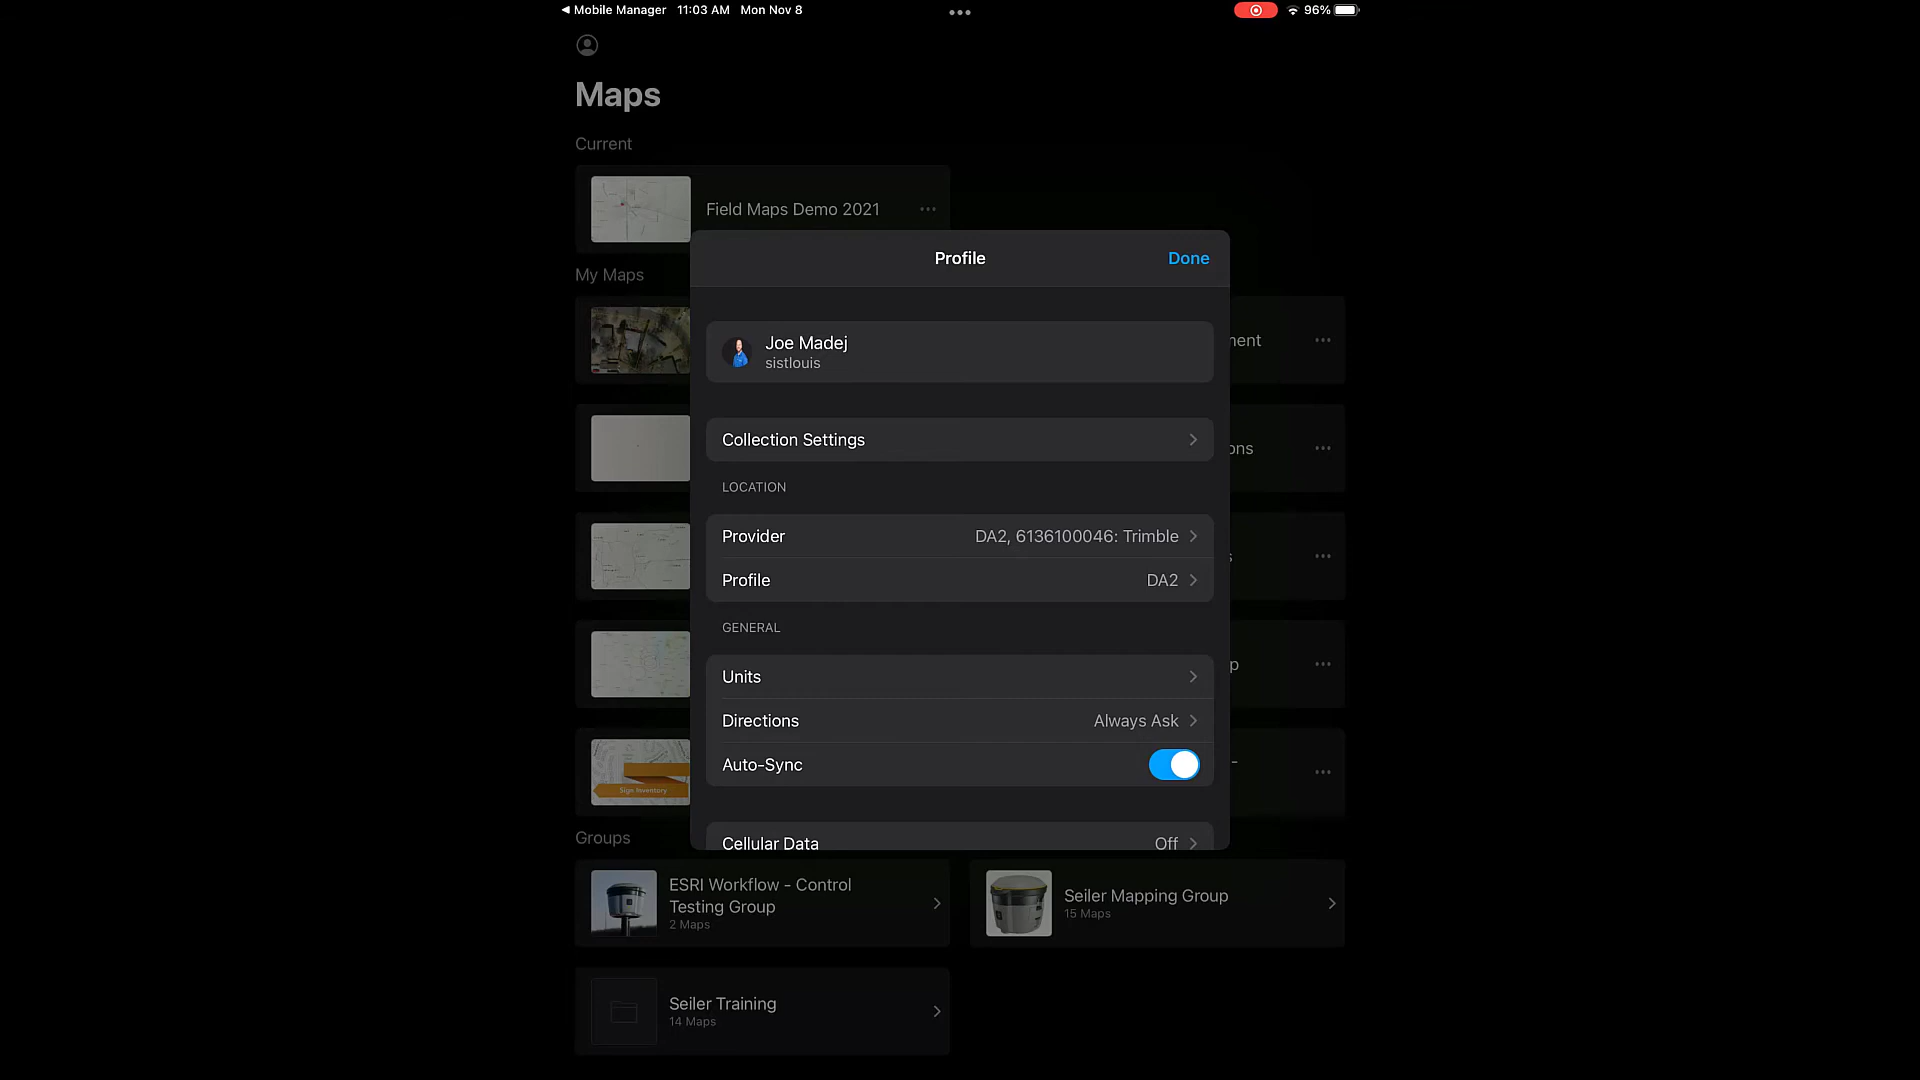 Mobile Manager 11:03 AM Mon Nov 8
96%
Maps
Current
Field Maps Demo 2021
Profile
Done
My Maps
Joe Madej
sistlouis
Collection Settings
LOCATION
Provider DA2, 6136100046: Trimble
Profile DA2
GENERAL
Units
Directions Always Ask
Auto-Sync
Sign Inventory
Cellular Data Off
Groups
ESRI Workflow - Control
Testing Group
2 Maps
Seiler Mapping Group
15 Maps
Seiler Training
14 Maps